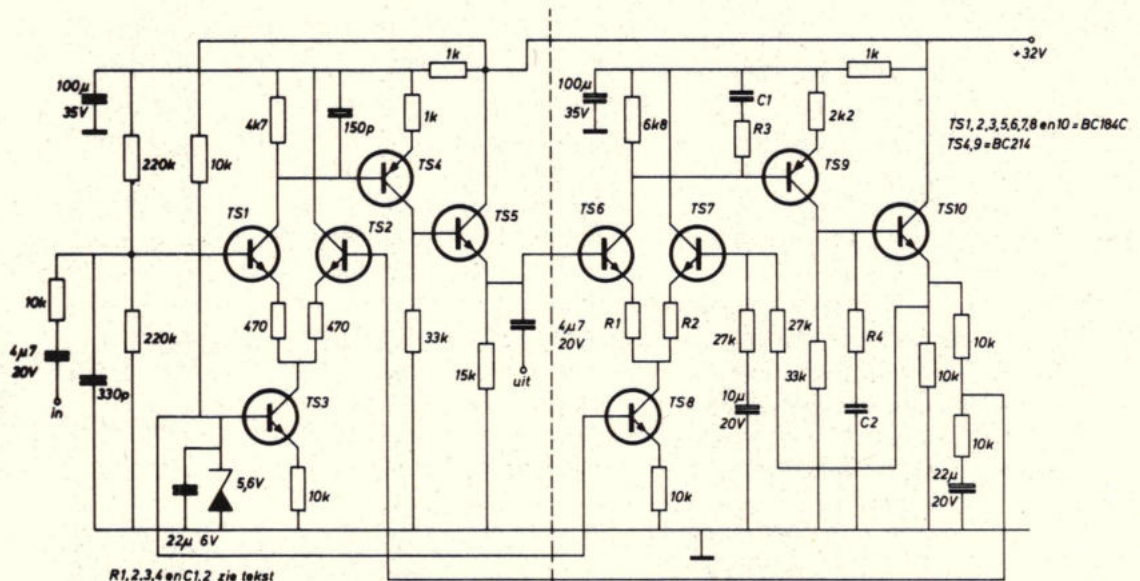 1k
1k
+32V
100µ
35V
4k7
150p
1k
100µ
35V
6k8
C1
R3
2k2
TS1, 2, 3, 5, 6, 7, 8 en 10 = BC184C
TS4, 9 = BC214
220k
10k
TS4
TS9
TS1
TS2
TS5
TS6
TS7
TS10
10k
4µ7
20V
in
220k
330p
470
470
33k
15k
4µ7
20V
uit
R1
R2
27k
27k
33k
R4
10k
10k
TS3
TS8
10µ
20V
C2
10k
5,6V
10k
10k
22µ
20V
22µ 6V
R1, 2, 3, 4 en C1, 2 zie tekst